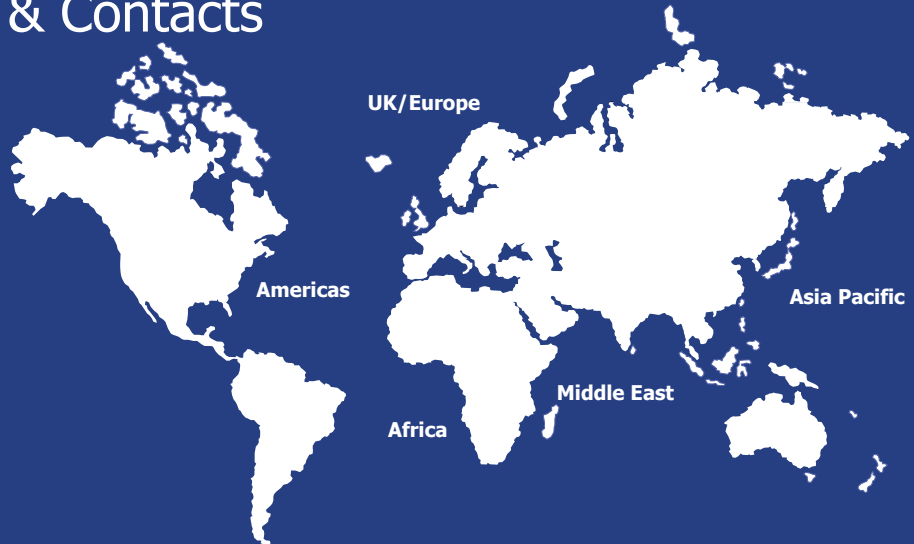 & Contacts
UK/Europe
Americas
Asia Pacific
Middle East
Africa